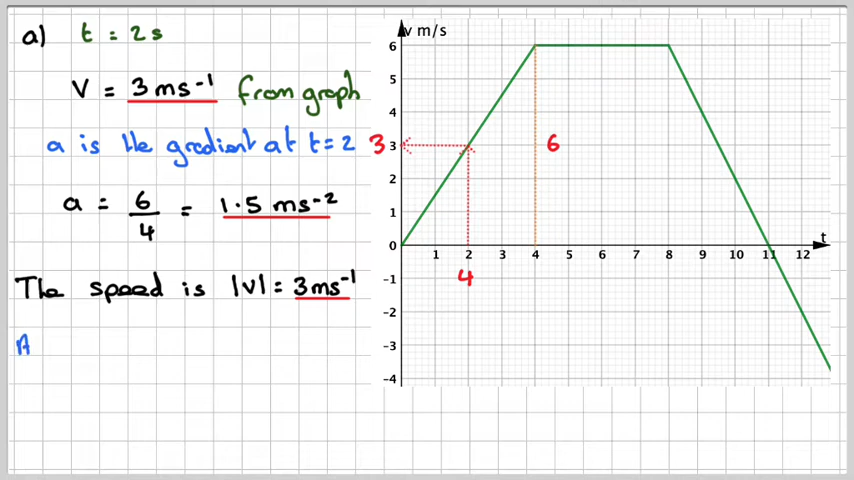 a) t = 2s
V = 3 ms⁻¹ from graph
a is the gradient at t=2
a = 6/4 = 1.5 ms⁻²
The speed is |v| = 3ms⁻¹
A
v m/s
6
5
4
3 3
2
1
0
-1
-2
-3
-4
6
4
t
1 2 3 4 5 6 7 8 9 10 11 12